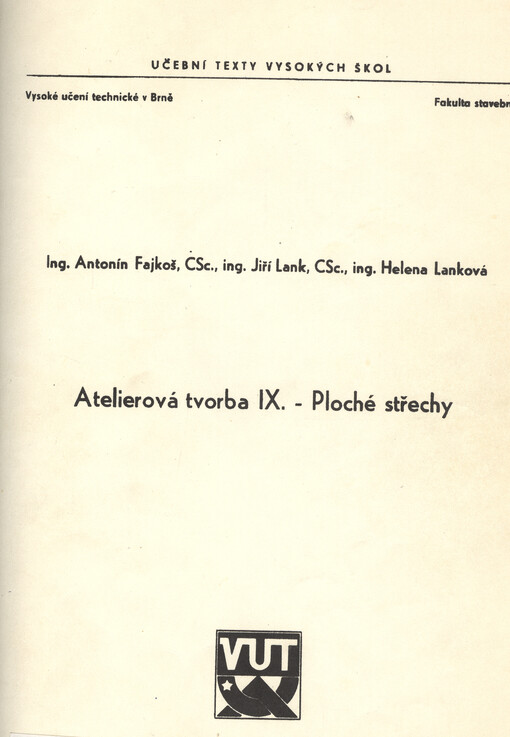 UČEBNÍ TEXTY VYSOKÝCH ŠKOL
Vysoké učení technické v Brně
Fakulta stavebn
Ing. Antonín Fajkoš, CSc., ing. Jiří Lank, CSc., ing. Helena Lanková
Atelierová tvorba IX. - Ploché střechy
VUT